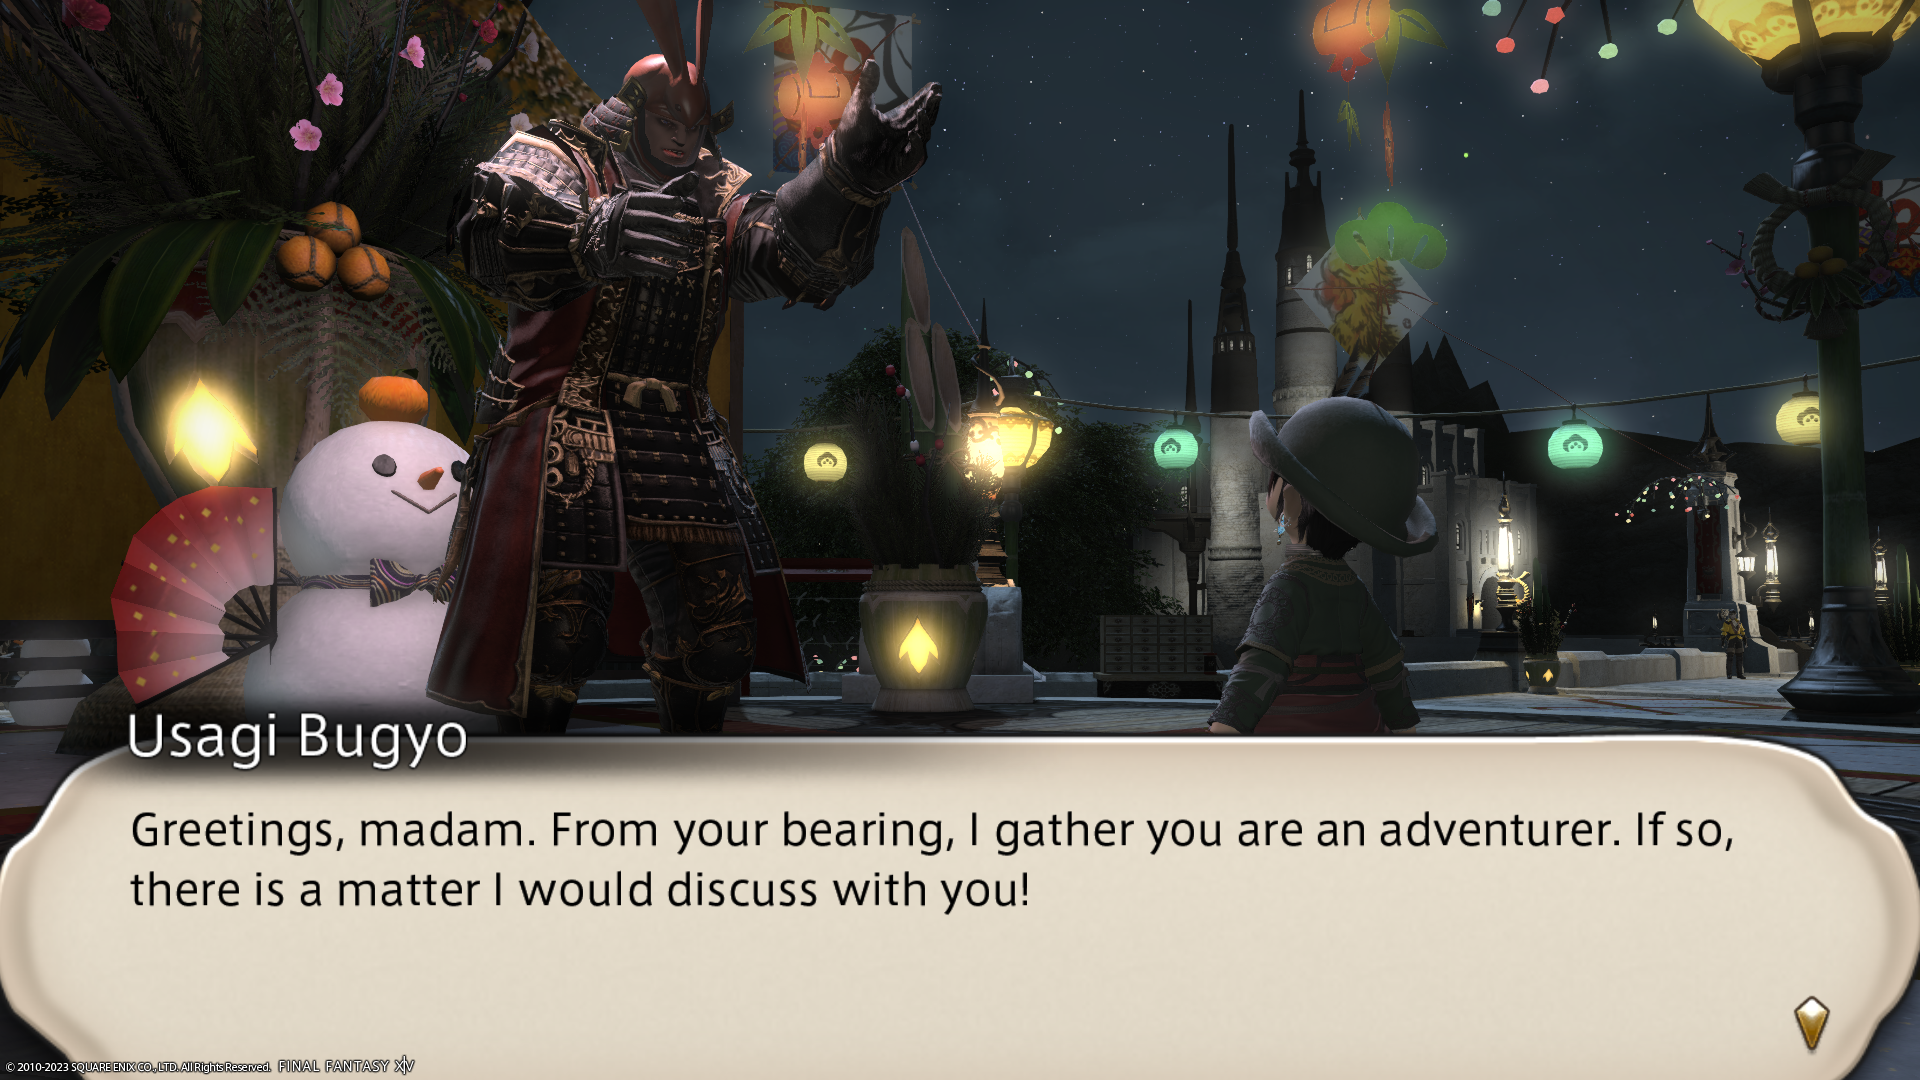 Usagi Bugyo
Greetings, madam. From your bearing, I gather you are an adventurer. If so,
there is a matter I would discuss with you!
© 2010-2023 SQUARE ENIX CO., LTD. All Rights Reserved. FINAL FANTASY XIV